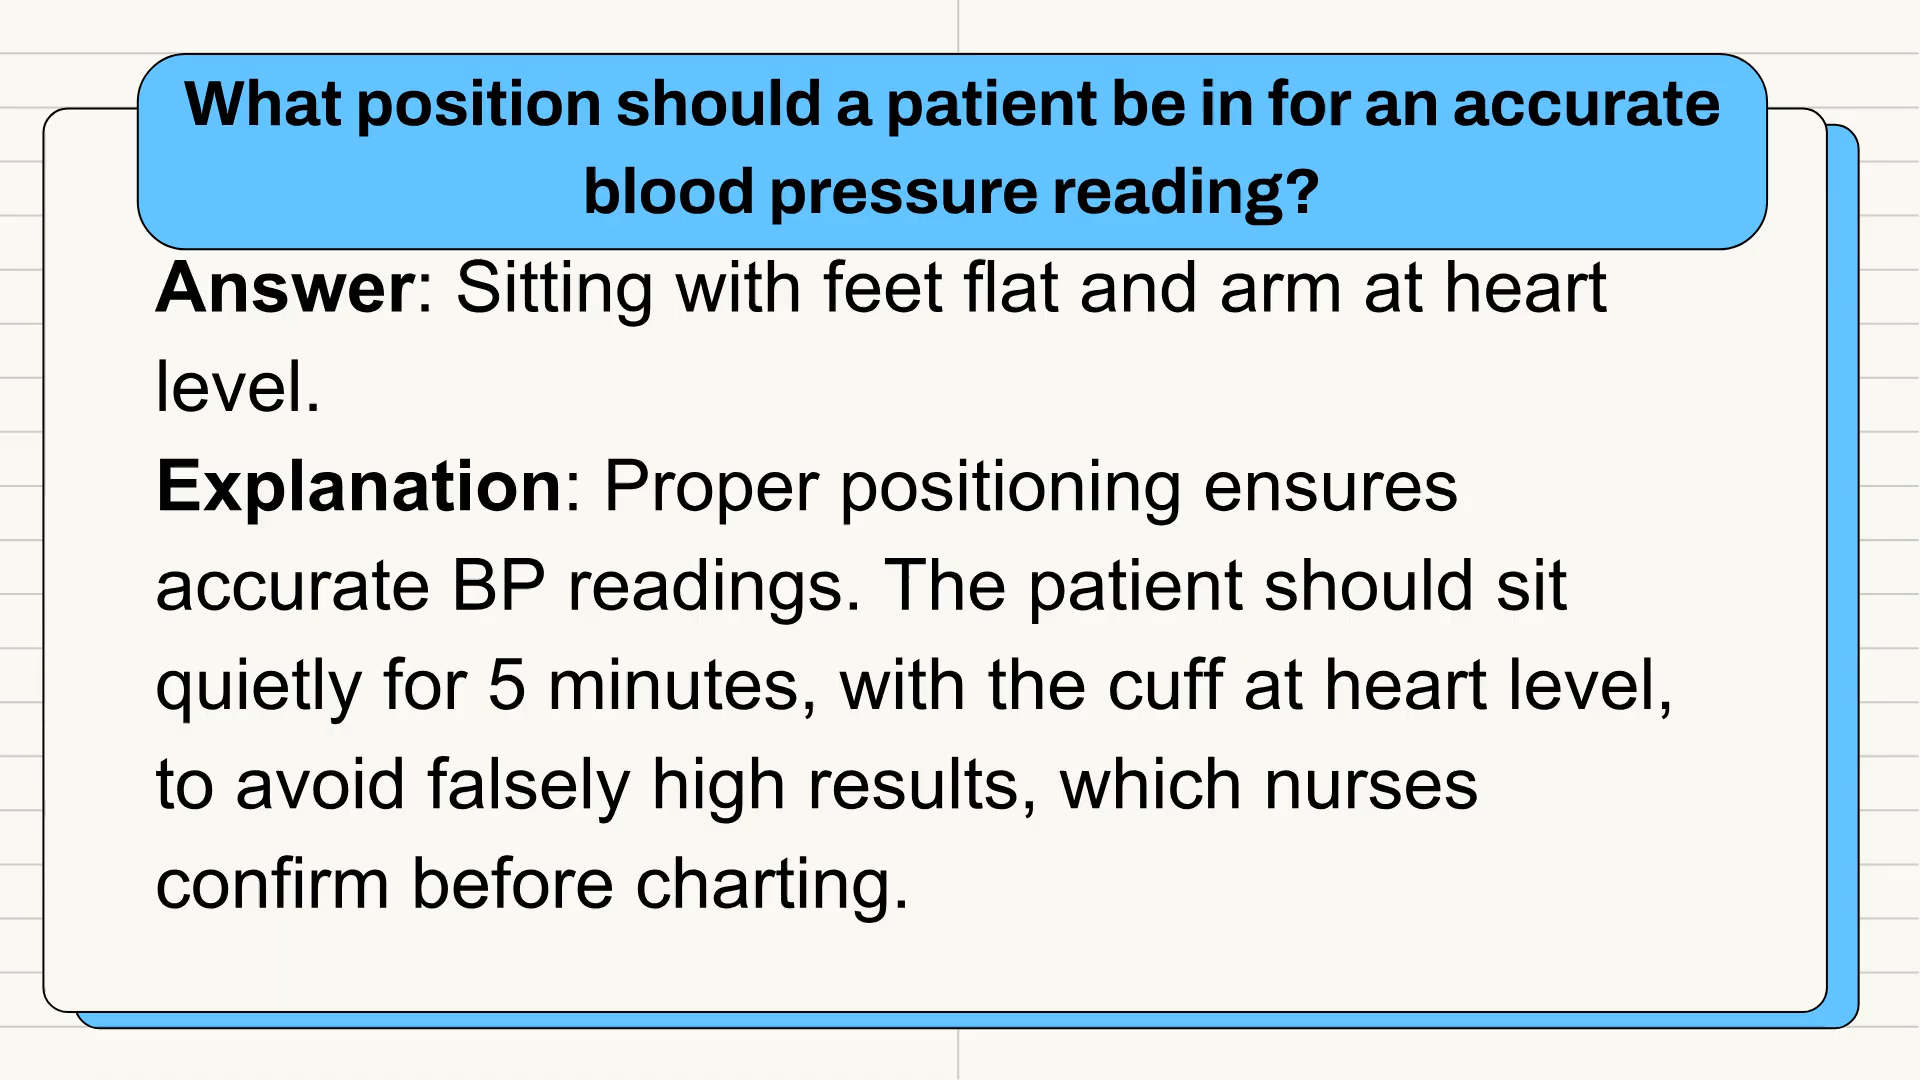 What position should a patient be in for an accurate
blood pressure reading?
Answer: Sitting with feet flat and arm at heart
level.
Explanation: Proper positioning ensures
accurate BP readings. The patient should sit
quietly for 5 minutes, with the cuff at heart level,
to avoid falsely high results, which nurses
confirm before charting.